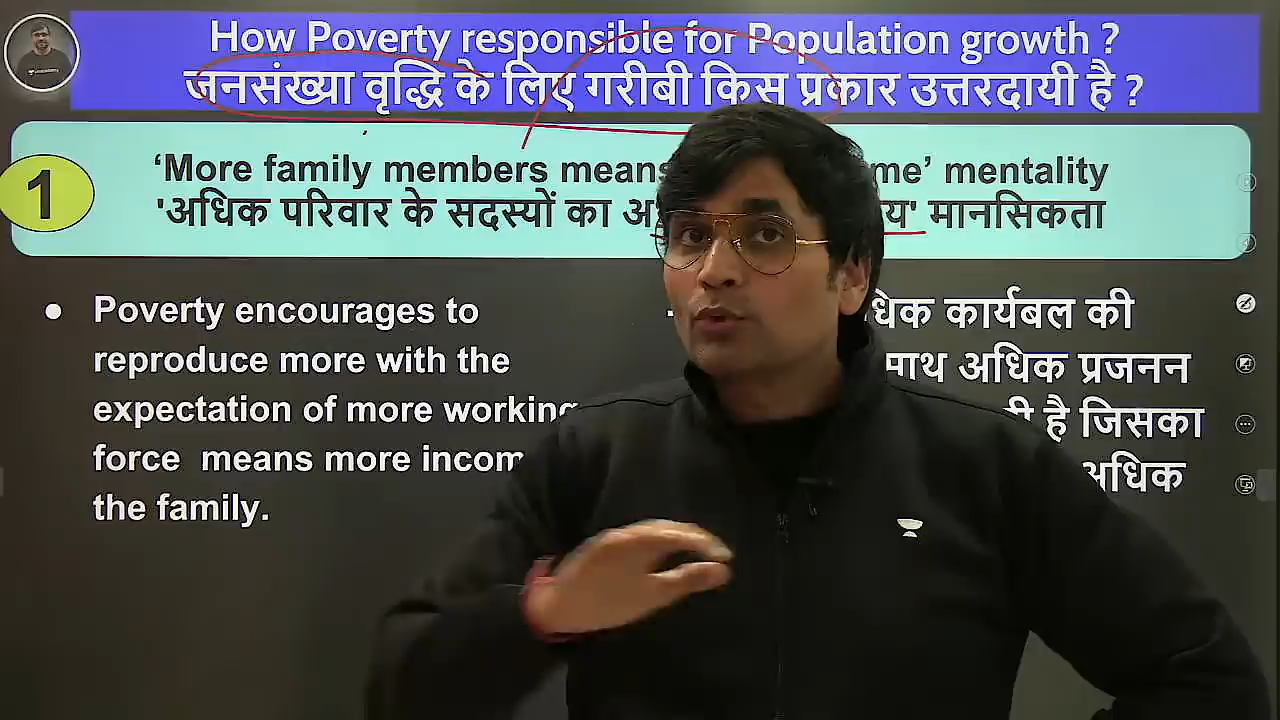 How Poverty responsible for Population growth ?
जनसंख्या वृद्धि के लिए गरीबी किस प्रकार उत्तरदायी है ?
1
‘More family members means me’ mentality
'अधिक परिवार के सदस्यों का य' मानसिकता
● Poverty encourages to
reproduce more with the
expectation of more working
force means more incom
the family.
धिक कार्यबल की
अधिक प्रजनन
है जिसका
अधिक